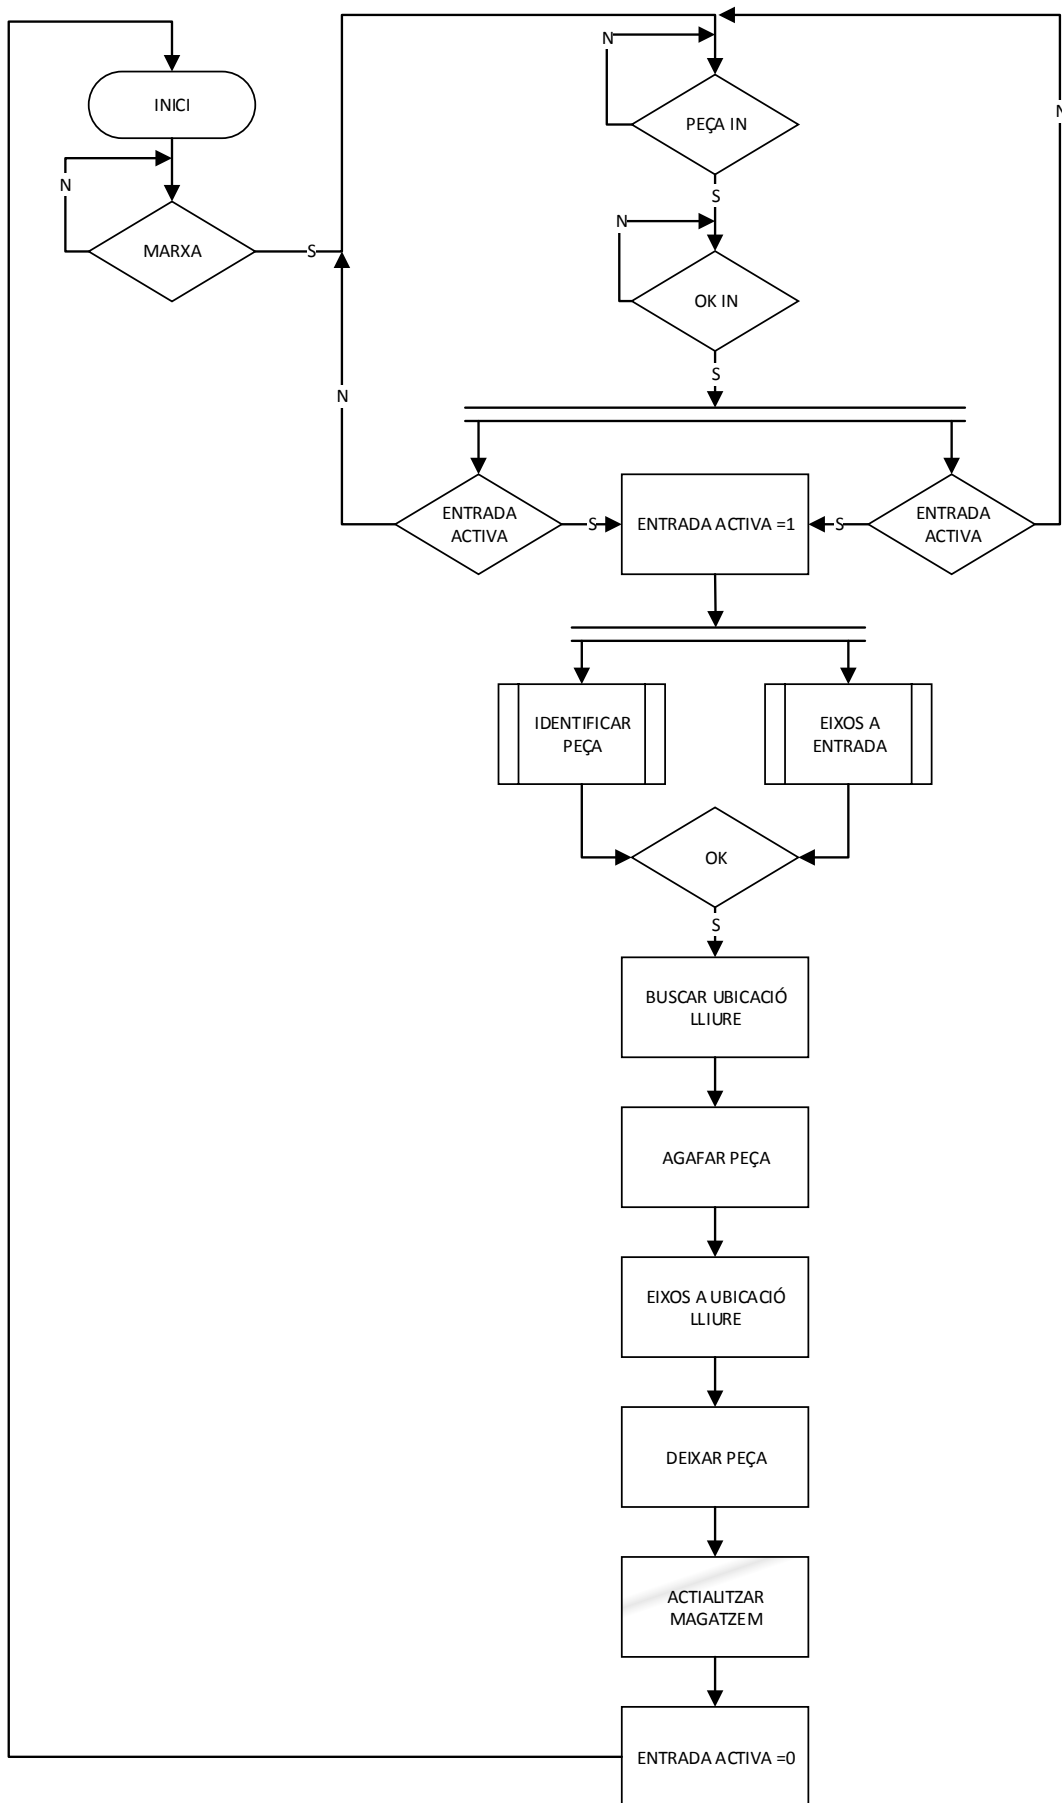 INICI
N
MARXA
S
N
PEÇA IN
S
N
OK IN
S
N
N
ENTRADA
ACTIVA
S
ENTRADA ACTIVA =1
S
ENTRADA
ACTIVA
IDENTIFICAR
PEÇA
EIXOS A
ENTRADA
OK
S
BUSCAR UBICACIÓ
LLIURE
AGAFAR PEÇA
EIXOS A UBICACIÓ
LLIURE
DEIXAR PEÇA
ACTIALITZAR
MAGATZEM
ENTRADA ACTIVA =0